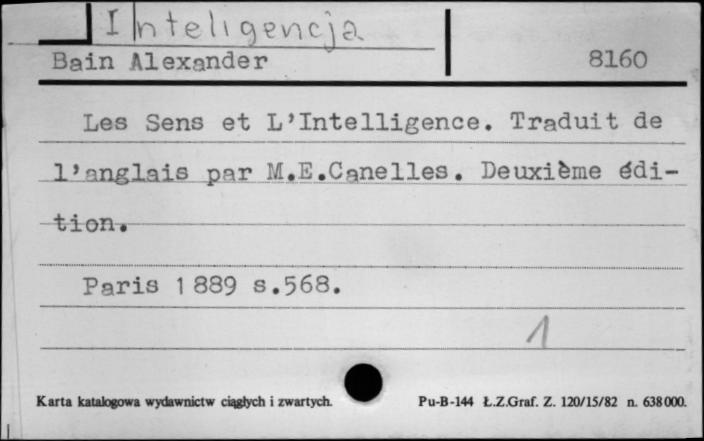 Inteligencja
Bain Alexander 8160
Les Sens et L'Intelligence. Traduit de
l'anglais par M.E.Canelles. Deuxième édi-
tion.
Paris 1889 s.568.
1
Karta katalogowa wydawnictw ciągłych i zwartych. Pu-B-144 Ł.Z.Graf. Z. 120/15/82 n. 638000.